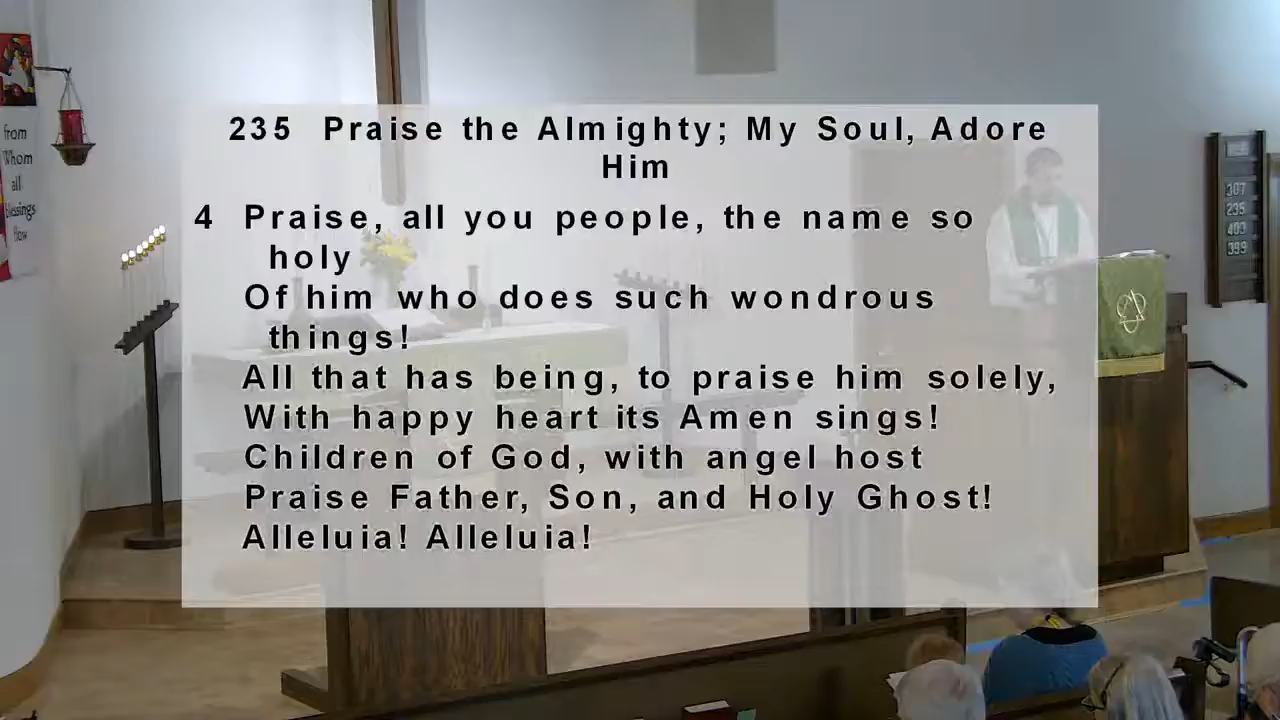 235 Praise the Almighty; My Soul, Adore
Him
4 Praise, all you people, the name so
holy
Of him who does such wondrous
things!
All that has being, to praise him solely,
With happy heart its Amen sings!
Children of God, with angel host
Praise Father, Son, and Holy Ghost!
Alleluia! Alleluia!
from
Whom
all
blessings
flow
307
235
403
399